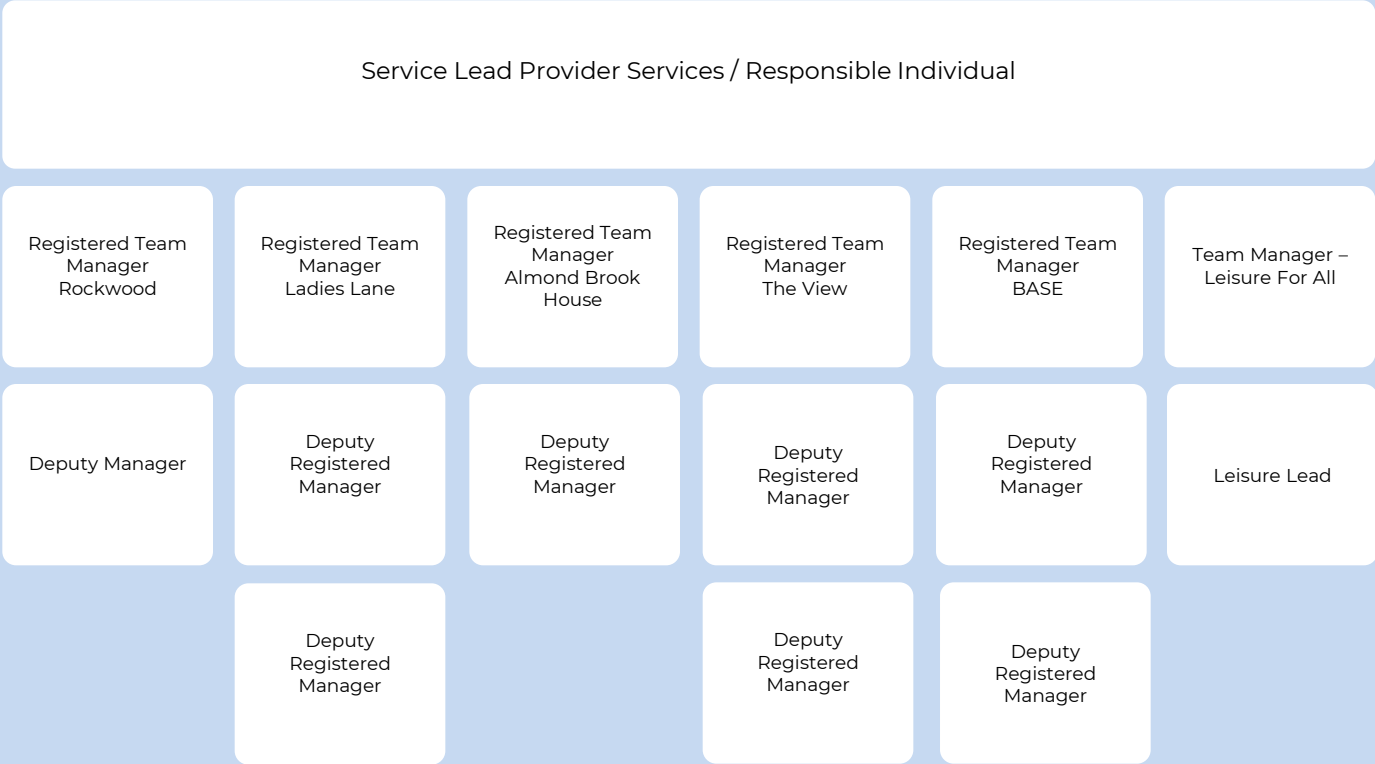 Service Lead Provider Services / Responsible Individual
Registered Team
Manager
Rockwood
Registered Team
Manager
Ladies Lane
Registered Team
Manager
Almond Brook
House
Registered Team
Manager
The View
Registered Team
Manager
BASE
Team Manager –
Leisure For All
Deputy Manager
Deputy
Registered
Manager
Deputy
Registered
Manager
Deputy
Registered
Manager
Deputy
Registered
Manager
Leisure Lead
Deputy
Registered
Manager
Deputy
Registered
Manager
Deputy
Registered
Manager